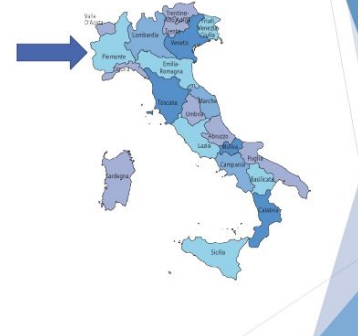 Valle
D'Aosta
Trentino-
Alto Adige
Friuli
Venezia
Giulia
Lombardia
Veneto
Piemonte
Emilia-
Romagna
Toscana
Marche
Umbria
Abruzzo
Lazio
Molise
Puglia
Campania
Basilicata
Sardegna
Calabria
Sicilia